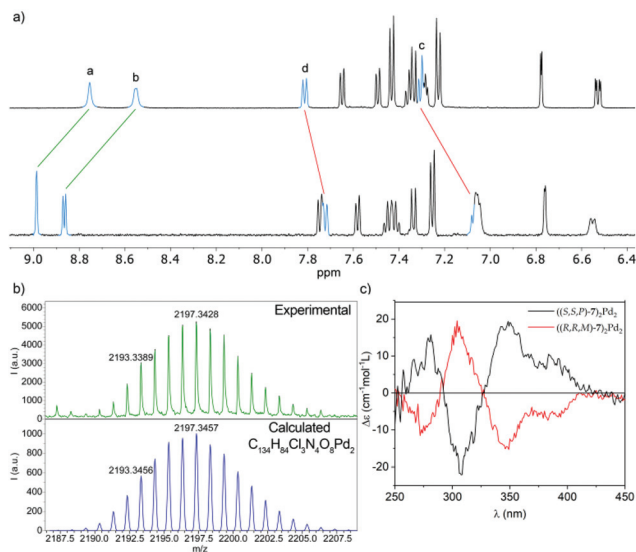 a)
a b d c
9.0 8.8 8.6 8.4 8.2 8.0 7.8 7.6 7.4 7.2 7.0 6.8 6.6 6.4
ppm
b)
I (a.u.)
6000
5000
4000
3000
2000
1000
0
2197.3428
Experimental
2193.3389
I (a.u.)
1000
800
600
400
200
0
2197.3457
Calculated
C134H84Cl3N4O8Pd2
2193.3456
2187.5 2190.0 2192.5 2195.0 2197.5 2200.0 2202.5 2205.0 2207.5
m/z
c)
((S,S,P)-7)2Pd2
((R,R,M)-7)2Pd2
Δε (cm-1mol-1L)
20
10
0
-10
-20
250 300 350 400 450
λ (nm)